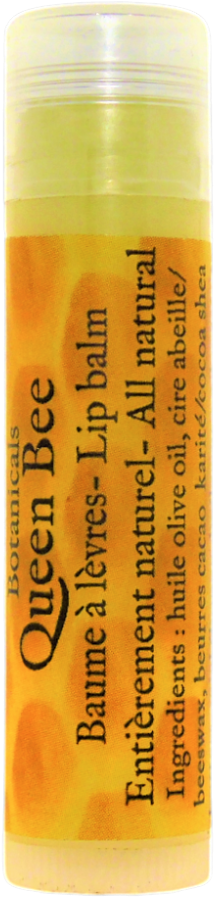 Botanicals
Queen Bee
Baume à lèvres- Lip balm
Entièrement naturel- All natural
Ingredients : huile olive oil, cire abeille/
beeswax, beurres cacao karité/cocoa shea